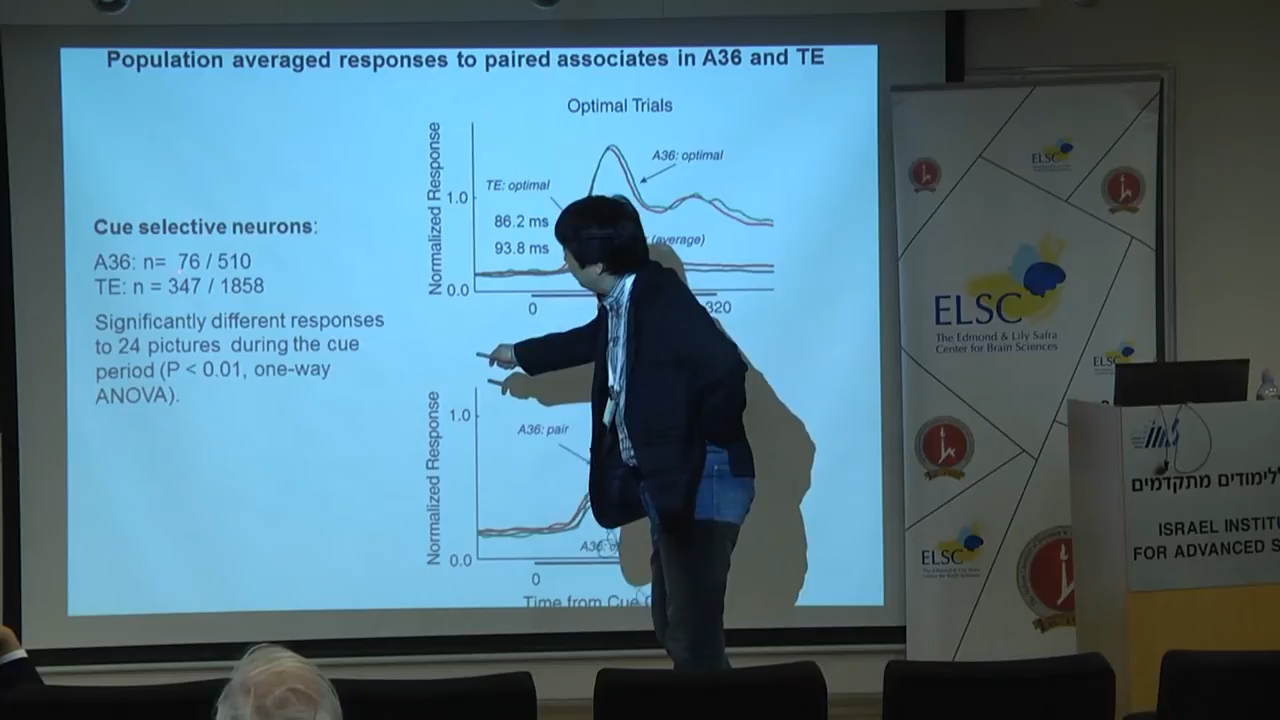 Population averaged responses to paired associates in A36 and TE
Optimal Trials
Normalized Response
1.0
0.0
TE: optimal
A36: optimal
86.2 ms
93.8 ms
(average)
0
320
Cue selective neurons:
A36: n= 76 / 510
TE: n = 347 / 1858
Significantly different responses
to 24 pictures during the cue
period (P < 0.01, one-way
ANOVA).
Normalized Response
1.0
0.0
A36: pair
A36:
0
Time from Cue
ELSC
ELSC
The Edmond & Lily Safra
Center for Brain Sciences
ELSC
ELSC
ללימודים מתקדמים
ISRAEL INSTITU
FOR ADVANCED S